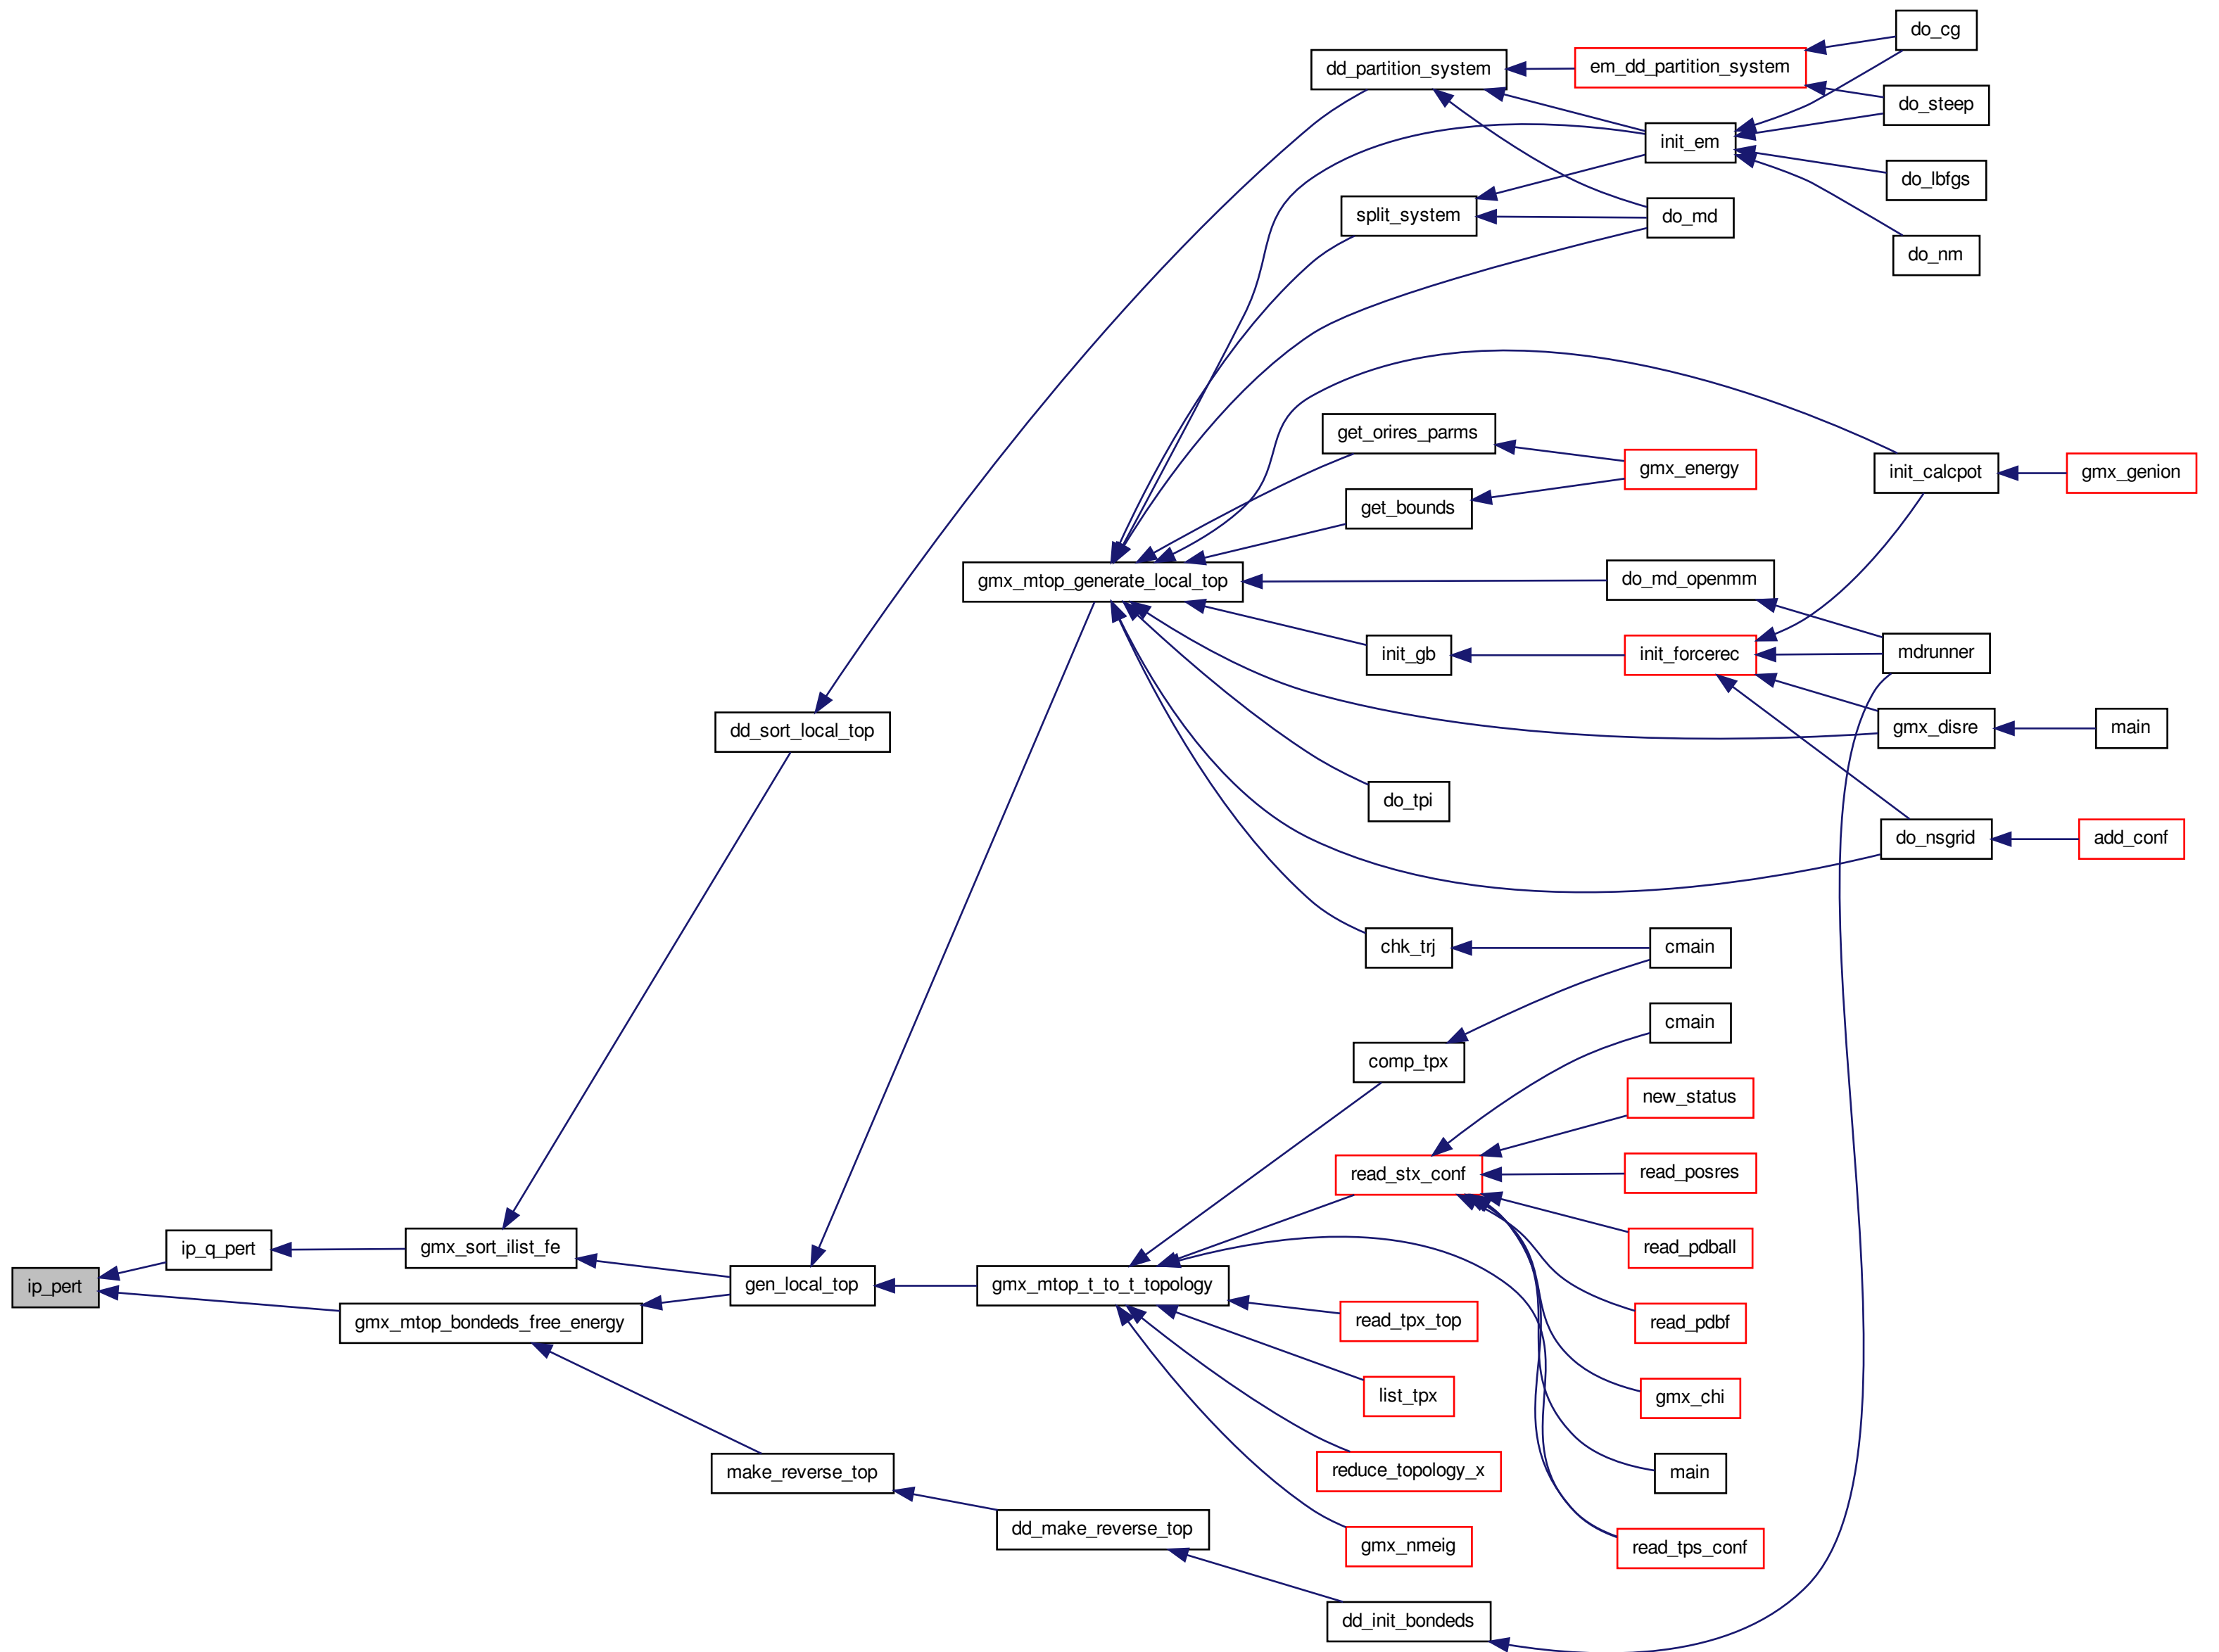 do_cg
dd_partition_system
em_dd_partition_system
do_steep
init_em
do_lbfgs
split_system
do_md
do_nm
get_orires_parms
gmx_energy
init_calcpot
gmx_genion
get_bounds
gmx_mtop_generate_local_top
do_md_openmm
init_gb
init_forcerec
mdrunner
dd_sort_local_top
gmx_disre
main
do_tpi
do_nsgrid
add_conf
chk_trj
cmain
cmain
comp_tpx
new_status
read_stx_conf
read_posres
ip_q_pert
gmx_sort_ilist_fe
read_pdball
ip_pert
gen_local_top
gmx_mtop_t_to_t_topology
gmx_mtop_bondeds_free_energy
read_tpx_top
read_pdbf
list_tpx
gmx_chi
make_reverse_top
reduce_topology_x
main
dd_make_reverse_top
gmx_nmeig
read_tps_conf
dd_init_bondeds